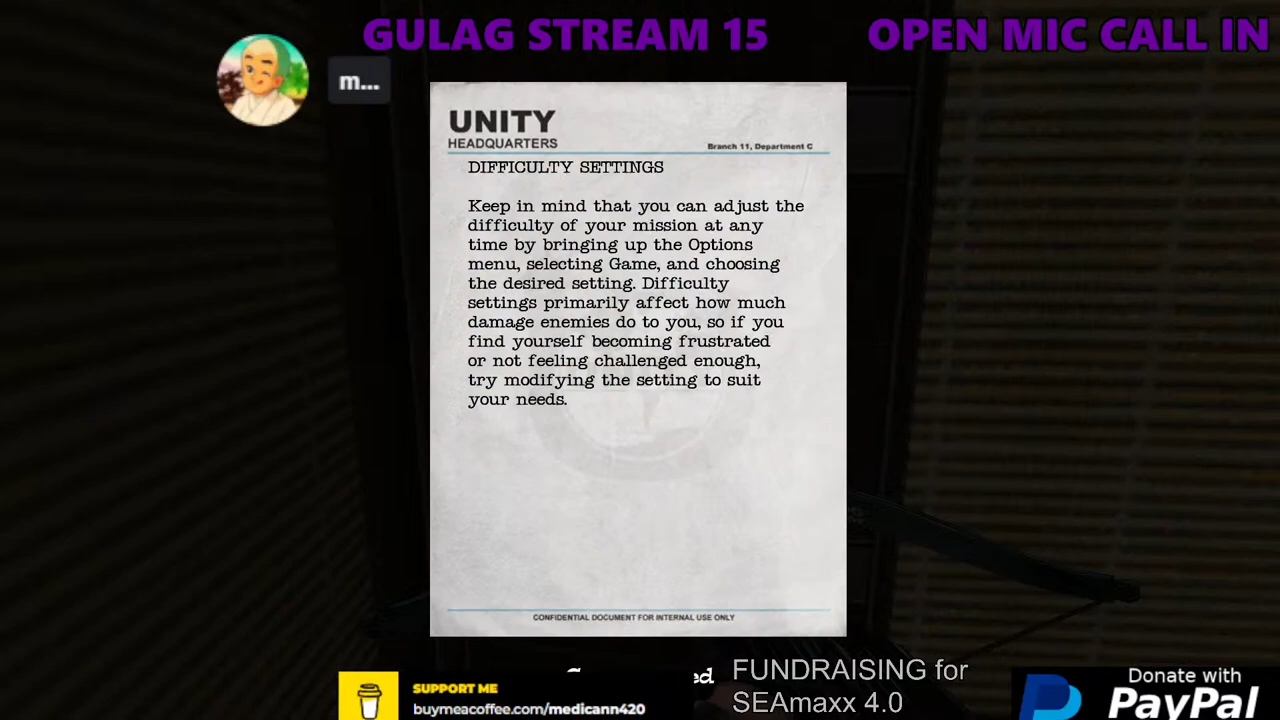 GULAG STREAM 15 OPEN MIC CALL IN
m...
UNITY
HEADQUARTERS
Branch 11, Department C
DIFFICULTY SETTINGS
Keep in mind that you can adjust the
difficulty of your mission at any
time by bringing up the Options
menu, selecting Game, and choosing
the desired setting. Difficulty
settings primarily affect how much
damage enemies do to you, so if you
find yourself becoming frustrated
or not feeling challenged enough,
try modifying the setting to suit
your needs.
CONFIDENTIAL DOCUMENT FOR INTERNAL USE ONLY
SUPPORT ME
buymeacoffee.com/medicann420
FUNDRAISING for
SEAmaxx 4.0
Donate with
PayPal